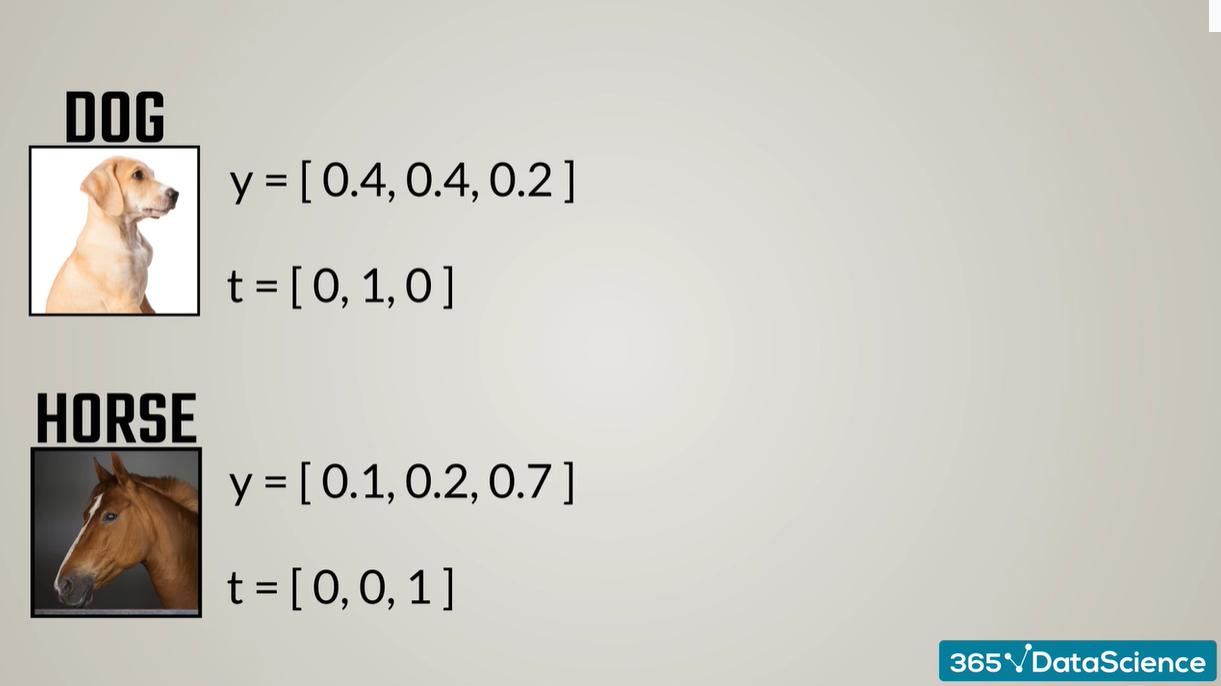 DOG
y = [ 0.4, 0.4, 0.2 ]
t = [ 0, 1, 0 ]
HORSE
y = [ 0.1, 0.2, 0.7 ]
t = [ 0, 0, 1 ]
365 DataScience